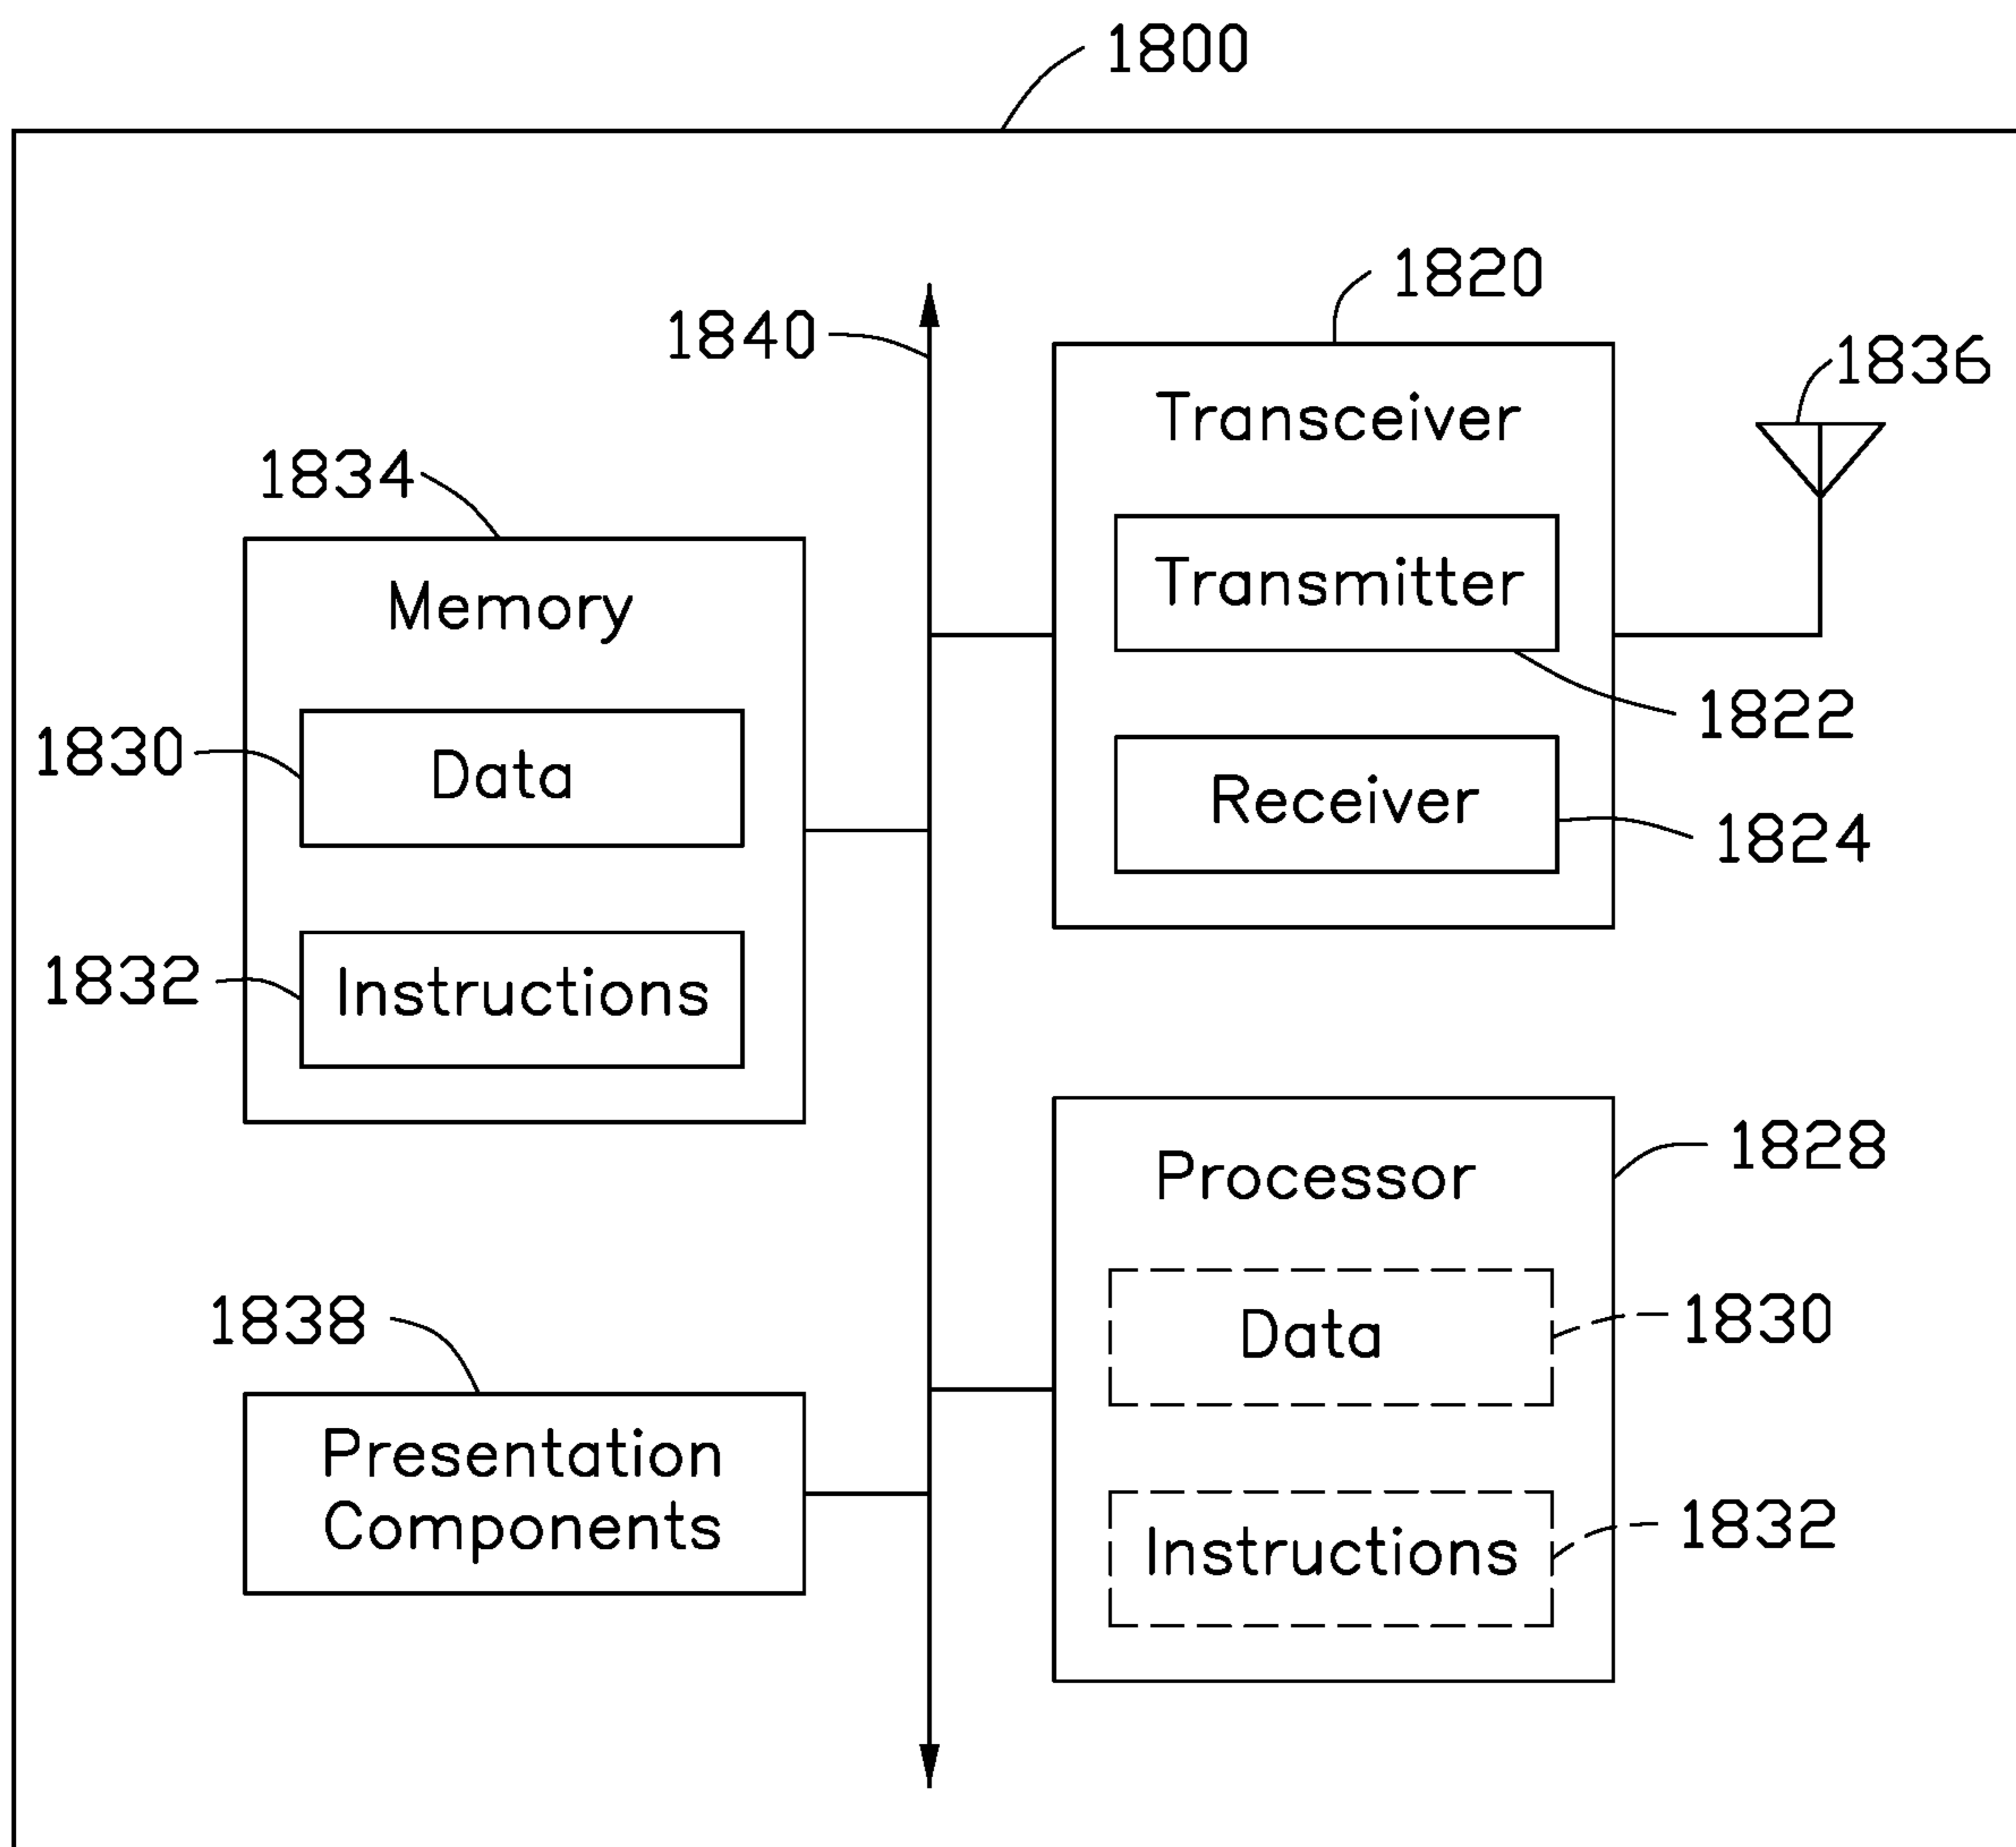 1800
1820
1840
1836
Transceiver
1834
Transmitter
Memory
1822
1830
Data
Receiver
1824
1832
Instructions
1828
Processor
1838
Data
1830
Presentation
Components
Instructions
1832